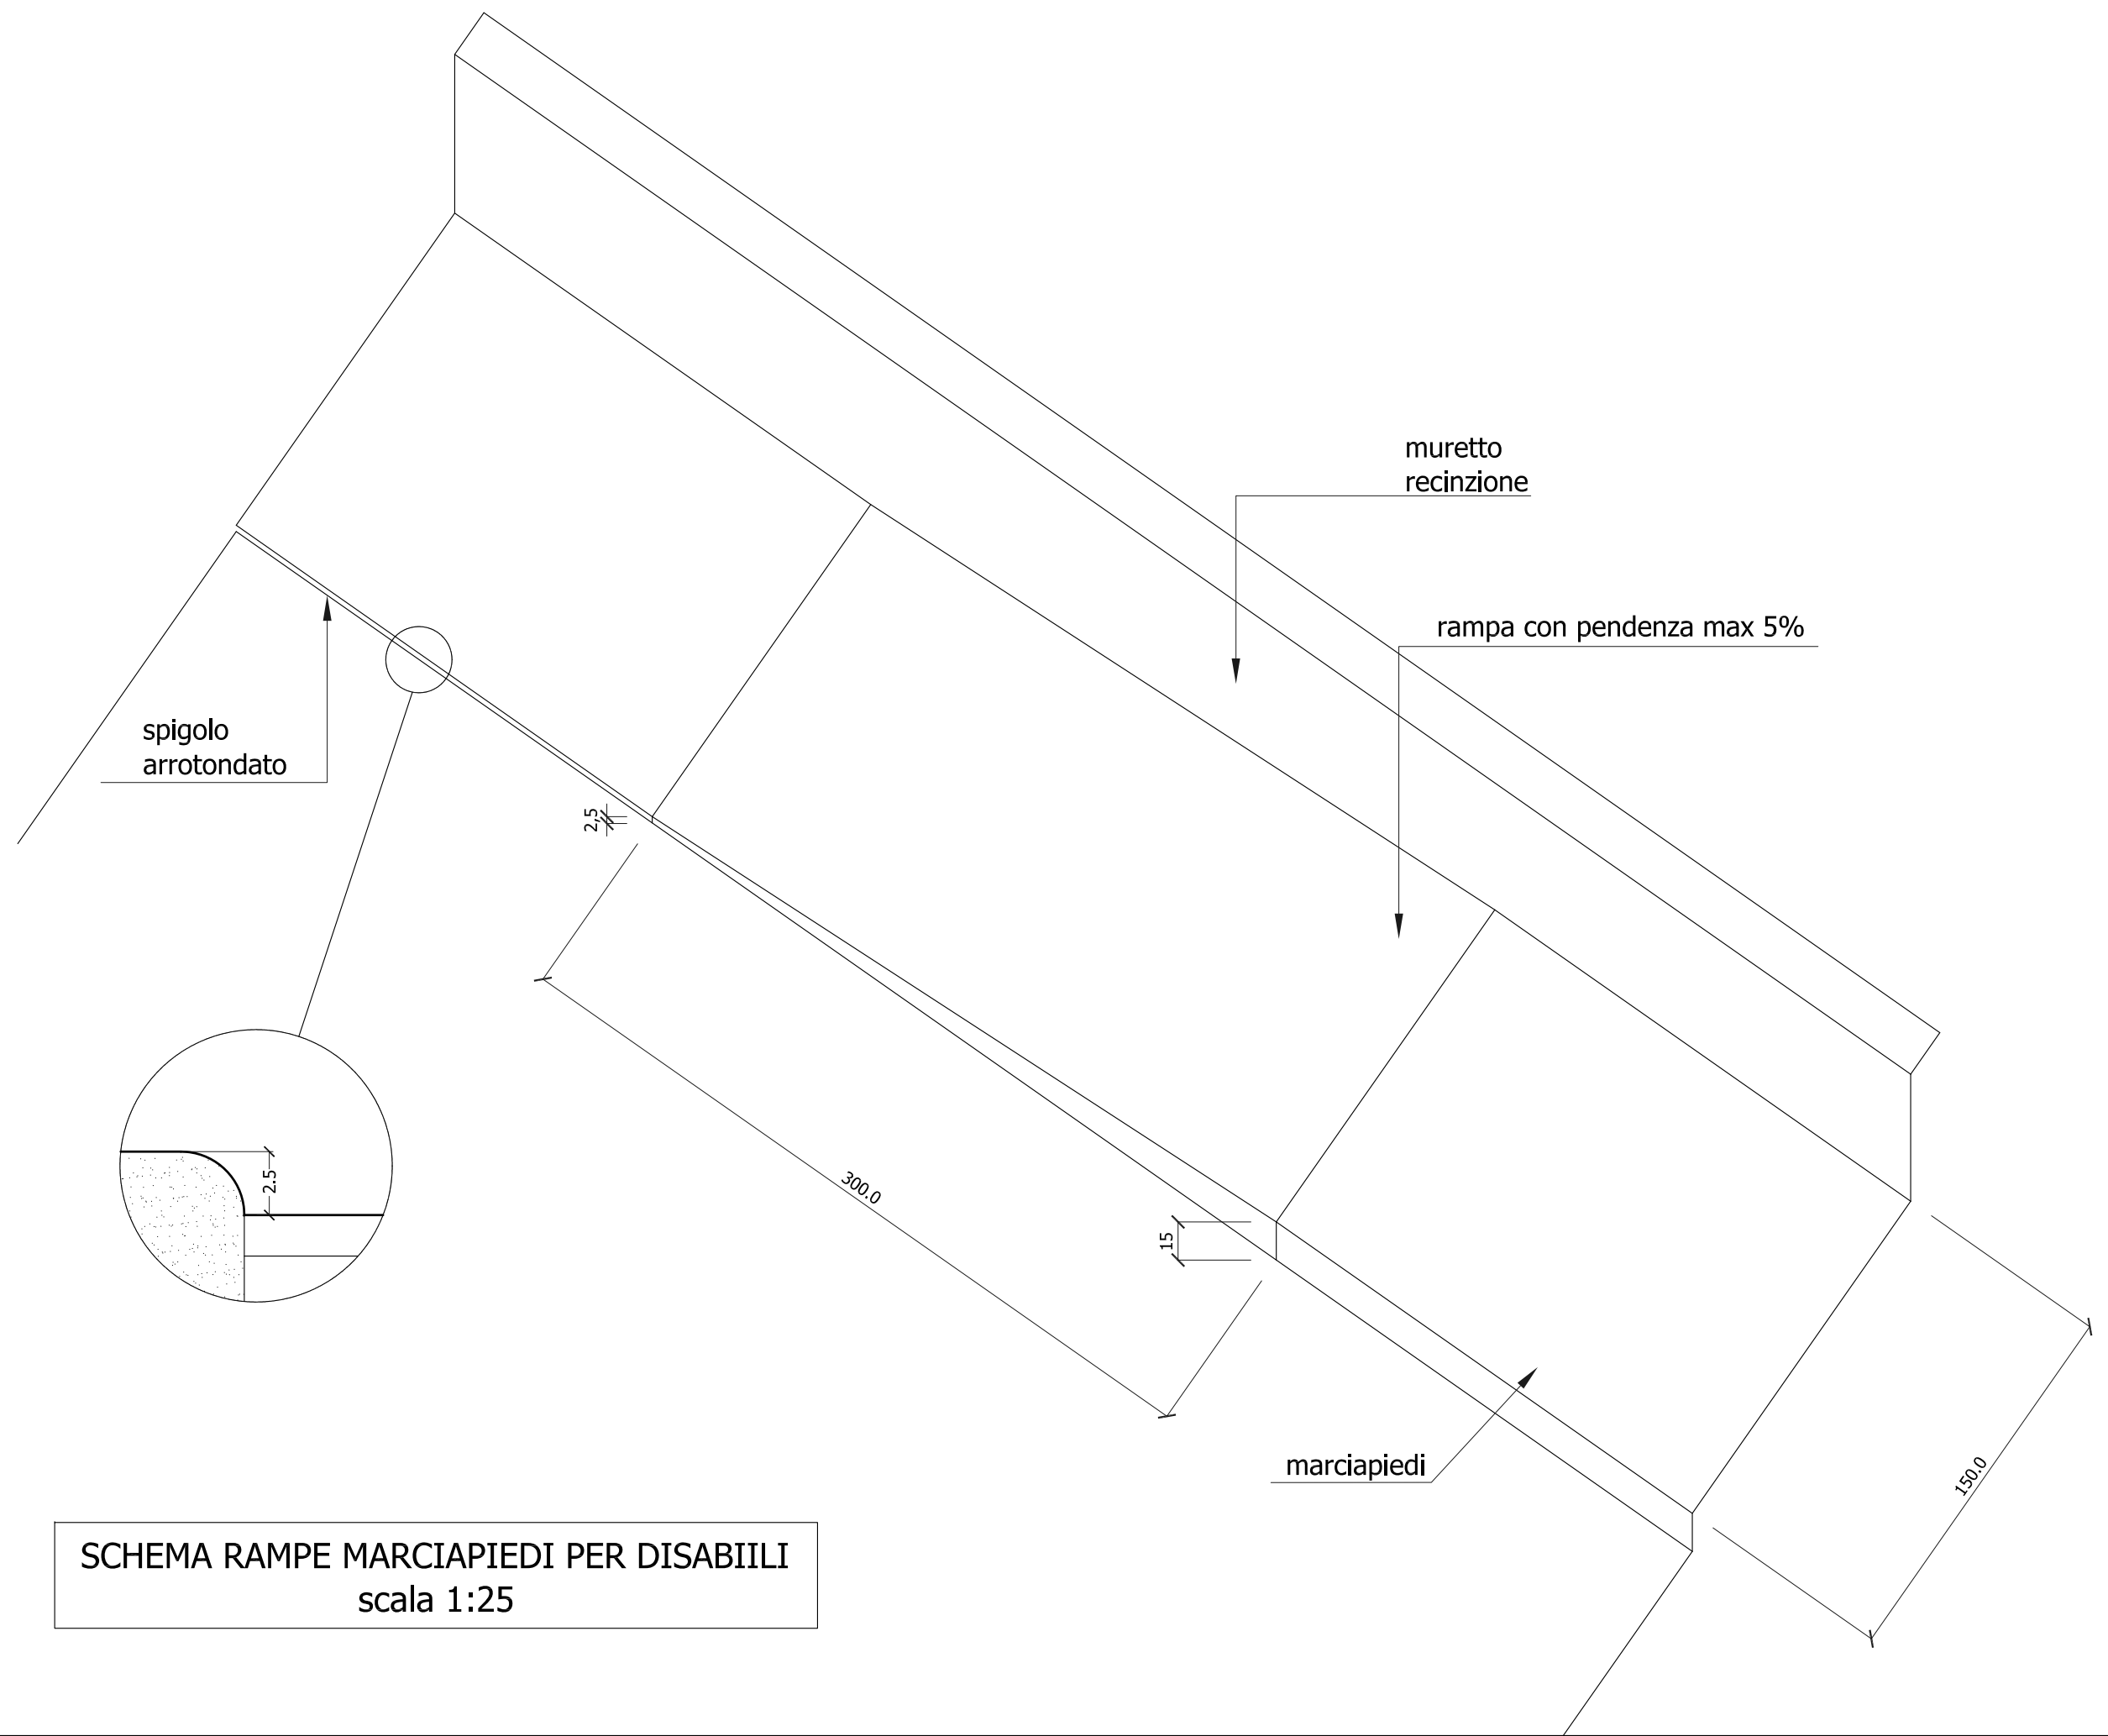 muretto
recinzione
rampa con pendenza max 5%
spigolo
arrotondato
2,5
300.0
2.5
15
marciapiedi
150.0
SCHEMA RAMPE MARCIAPIEDI PER DISABIILI
scala 1:25